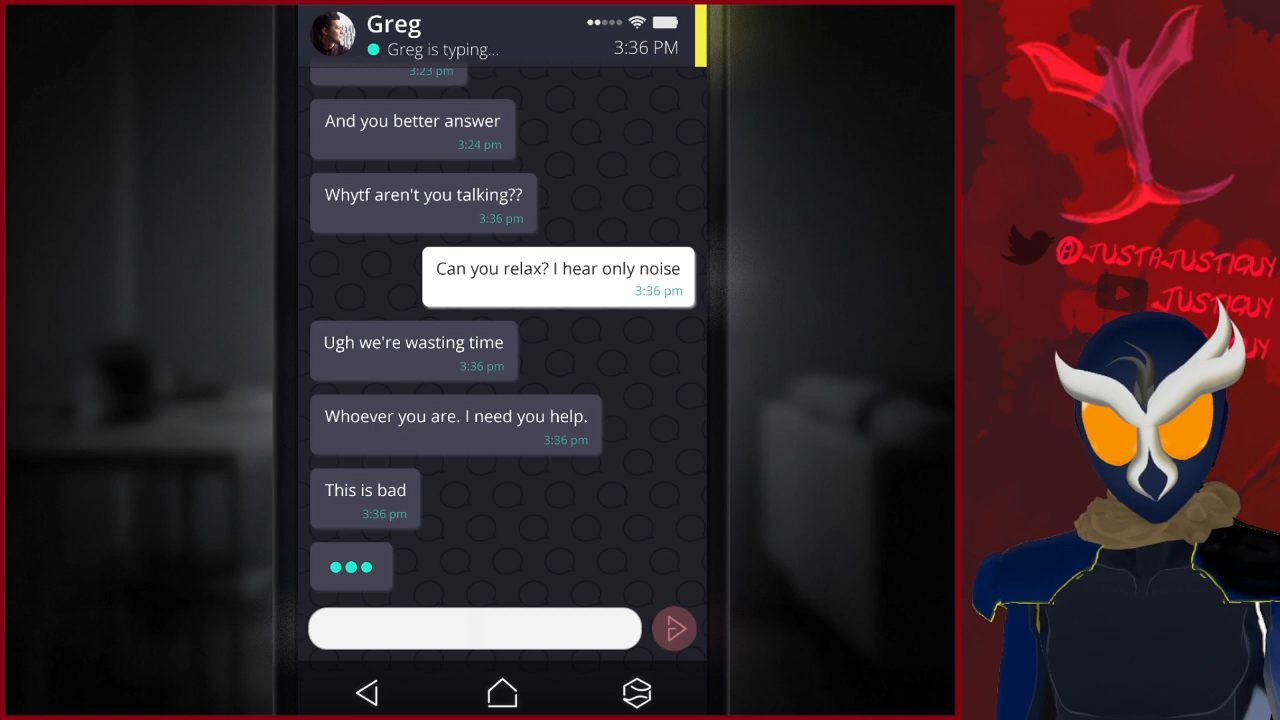 Greg
Greg is typing...
3:36 PM
3:23 pm
And you better answer
3:24 pm
Whytf aren't you talking??
3:36 pm
Can you relax? I hear only noise
3:36 pm
Ugh we're wasting time
3:36 pm
Whoever you are. I need you help.
3:36 pm
This is bad
3:36 pm
@JUSTAJUSTIGUY
JUSTIGUY